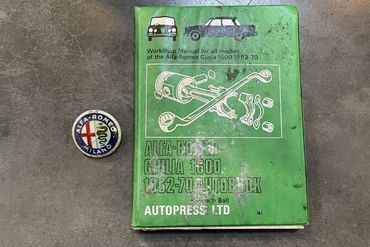 Workshop Manual for all models
of the Alfa-Romeo Giulia 1600 1962-70
ALFA-ROMEO
MILANO
ALFA-ROMEO
GIULIA 1600
1962-70 AUTOBOOK
Ball
AUTOPRESS LTD